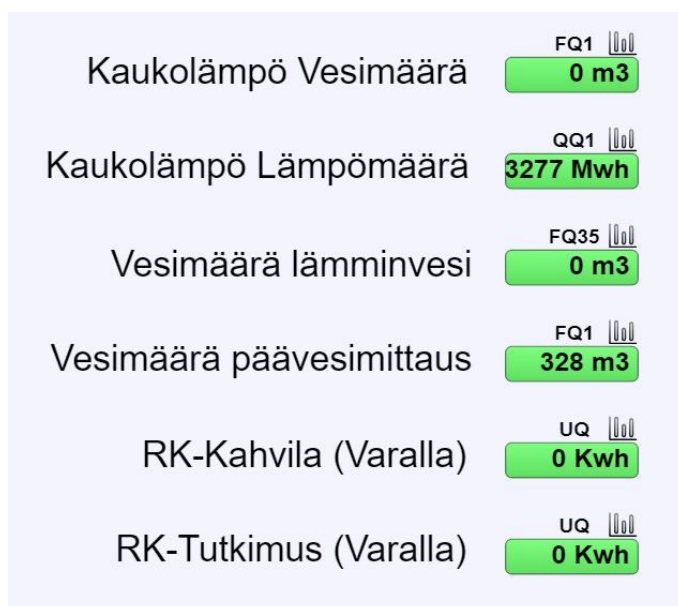 FQ1
Kaukolämpö Vesimäärä 0 m3
QQ1
Kaukolämpö Lämpömäärä 3277 Mwh
FQ35
Vesimäärä lämminvesi 0 m3
FQ1
Vesimäärä päävesimittaus 328 m3
UQ
RK-Kahvila (Varalla) 0 Kwh
UQ
RK-Tutkimus (Varalla) 0 Kwh